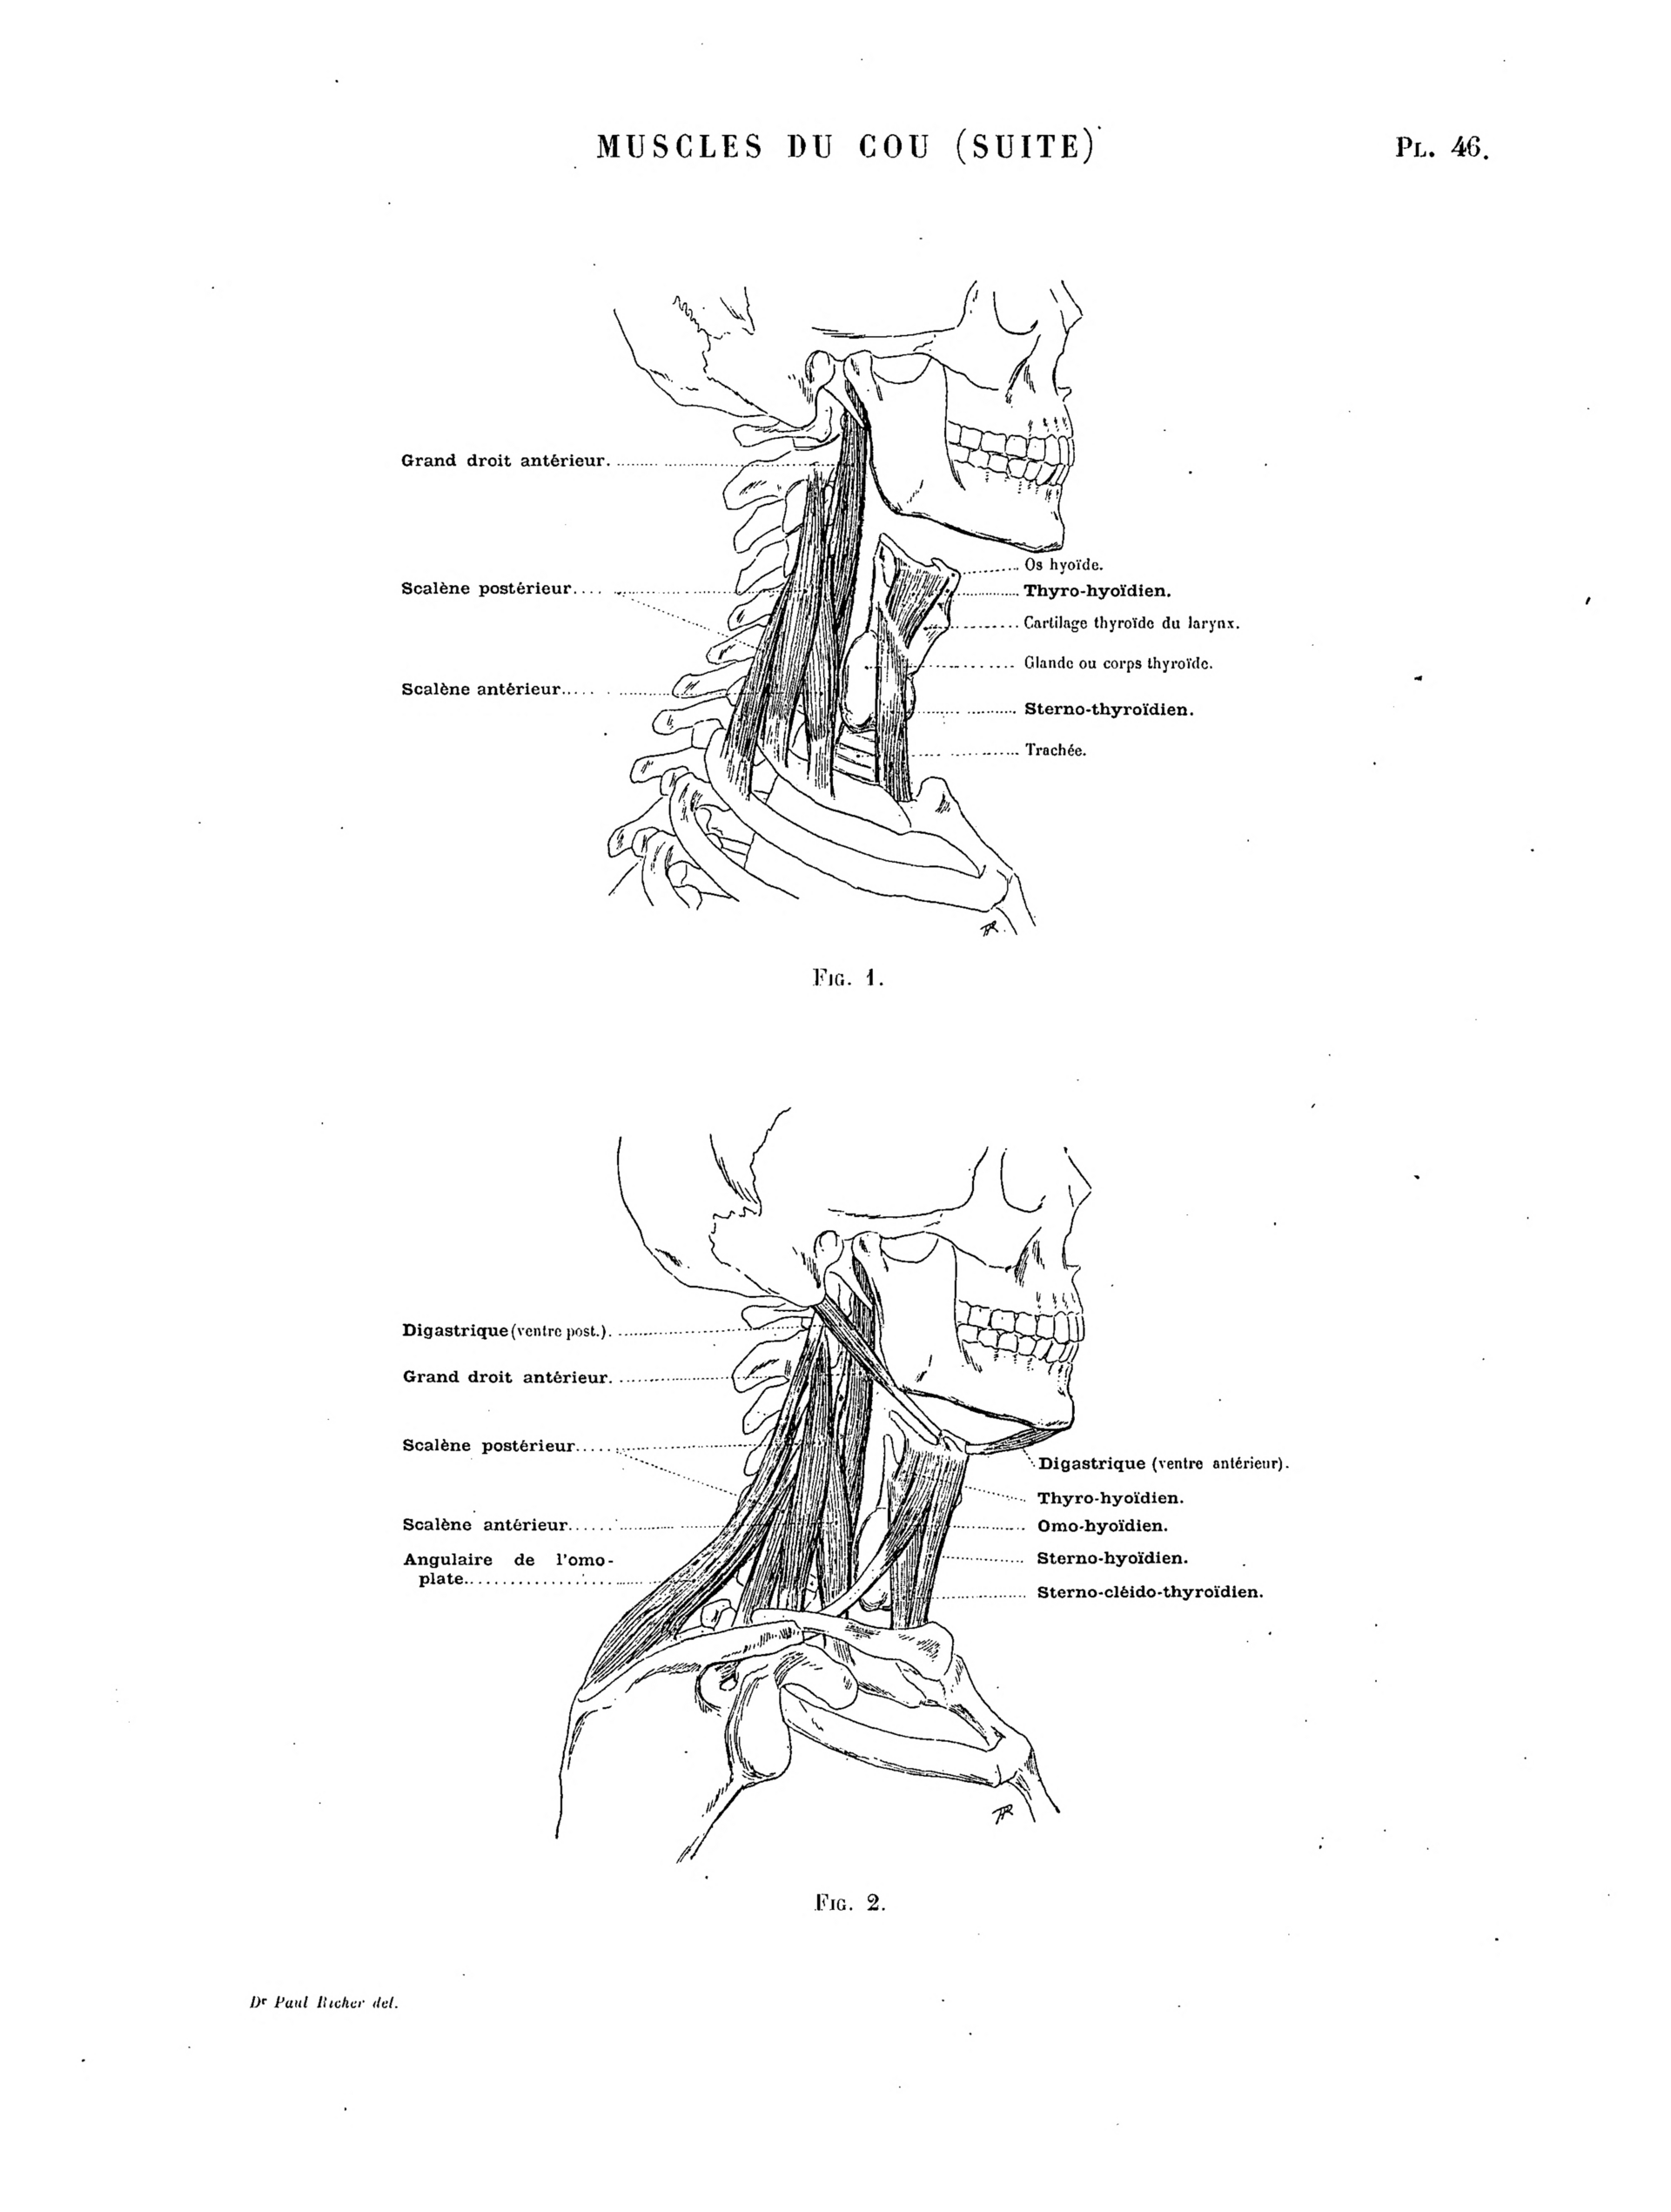 MUSCLES DU COU (SUITE)
PL. 46.
Grand droit antérieur.
Scalène postérieur
Scalène antérieur
Os hyoïde.
Thyro-hyoïdien.
Cartilage thyroïde du larynx.
Glande ou corps thyroïde.
Sterno-thyroïdien.
Trachée.
FIG. 1.
Digastrique (ventre post.).
Grand droit antérieur.
Scalène postérieur
Scalène antérieur
Angulaire de l'omo-
plate
Digastrique (ventre antérieur).
Thyro-hyoïdien.
Omo-hyoïdien.
Sterno-hyoïdien.
Sterno-cléido-thyroïdien.
FIG. 2.
Dr Paul Richer del.